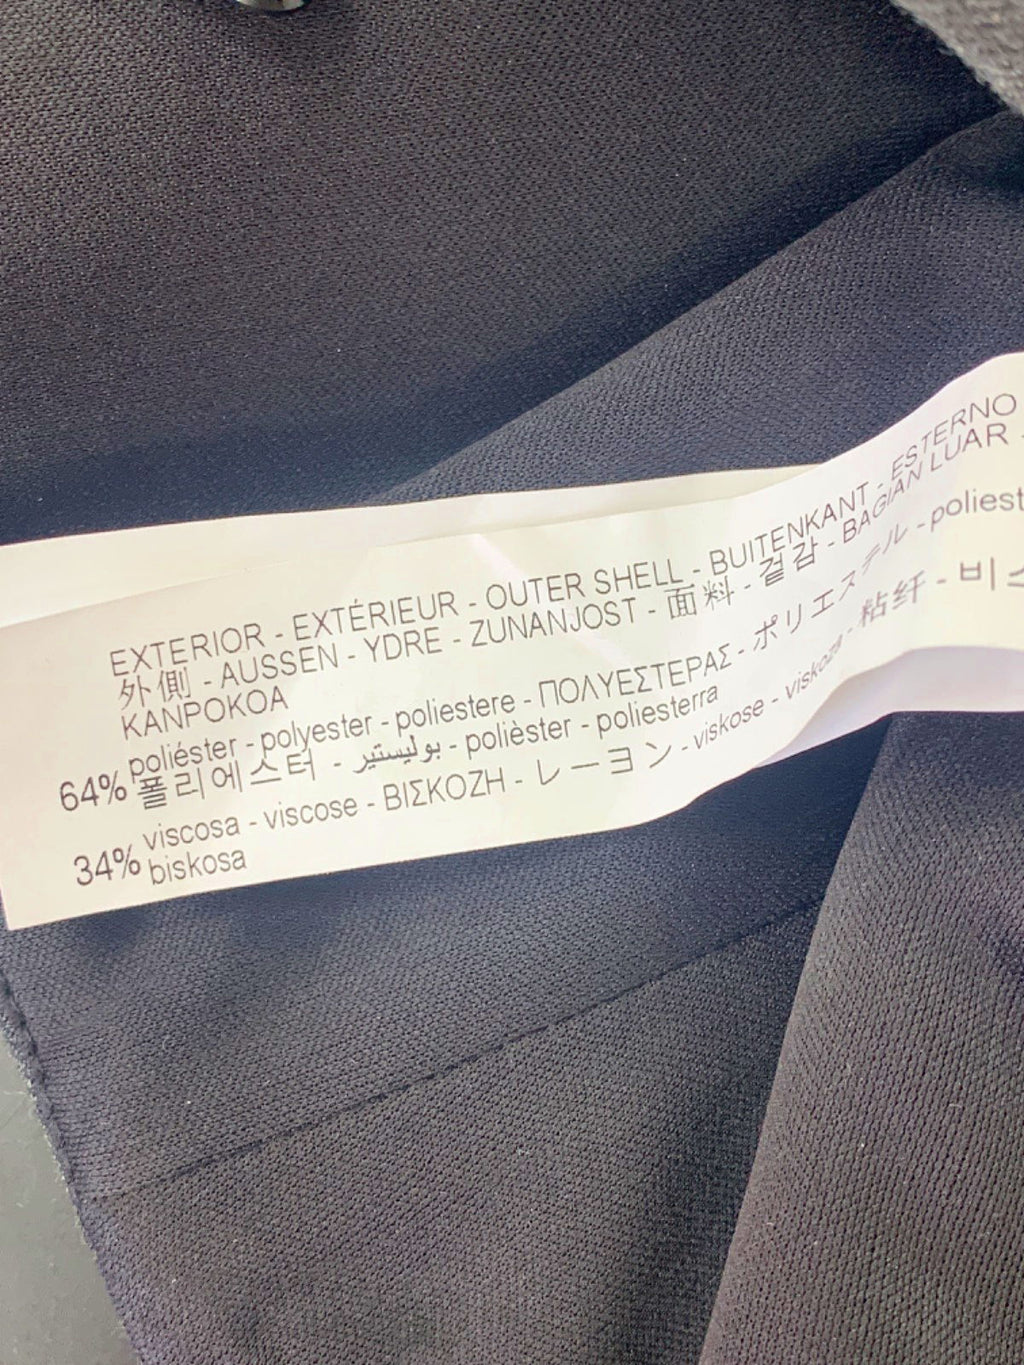 EXTERIOR - EXTÉRIEUR - OUTER SHELL - BUITENKANT - ESTERNO
外側 - AUSSEN - YDRE - ZUNANJOST - 面料 - 겉감 - BAGIAN LUAR -
KANPOKOA
64% poliéster - polyester - poliestere - ΠΟΛΥΕΣΤΕΡΑΣ - ポリエステル - poliest
폴리에스터 - بوليستير - polièster - poliesterra
34% viscosa - viscose - ΒΙΣΚΟΖΗ - レーヨン - viskose - viskoza - 粘纤 - 비스
biskosa